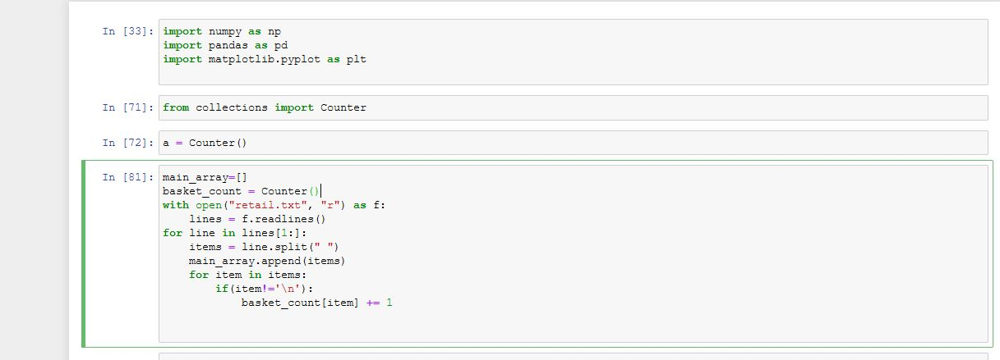 In [33]: import numpy as np
import pandas as pd
import matplotlib.pyplot as plt
In [71]: from collections import Counter
In [72]: a = Counter()
In [81]: main_array=[]
basket_count = Counter()
with open("retail.txt", "r") as f:
    lines = f.readlines()
for line in lines[1:]:
    items = line.split(" ")
    main_array.append(items)
    for item in items:
        if(item!='\n'):
            basket_count[item] += 1